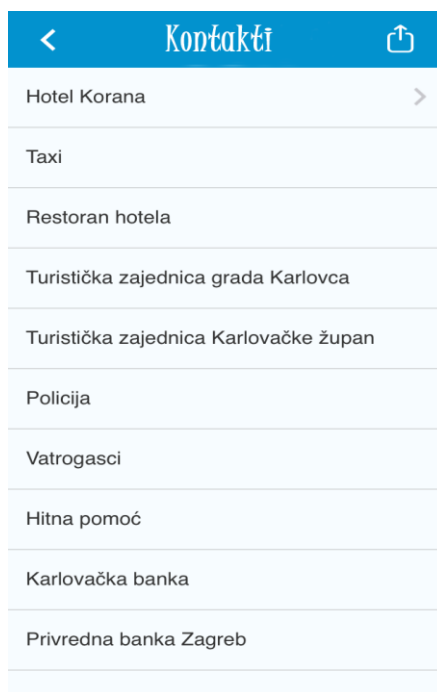 Kontakti
Hotel Korana
Taxi
Restoran hotela
Turistička zajednica grada Karlovca
Turistička zajednica Karlovačke župan
Policija
Vatrogasci
Hitna pomoć
Karlovačka banka
Privredna banka Zagreb